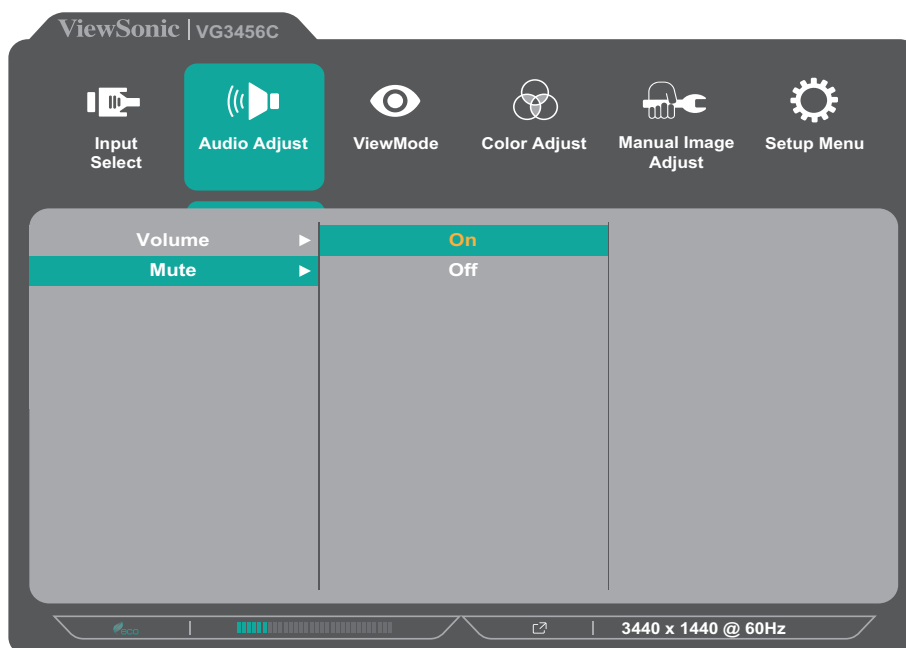 ViewSonic | VG3456C
Input
Select
Audio Adjust
ViewMode
Color Adjust
Manual Image
Adjust
Setup Menu
Volume
Mute
On
Off
eco
3440 x 1440 @ 60Hz